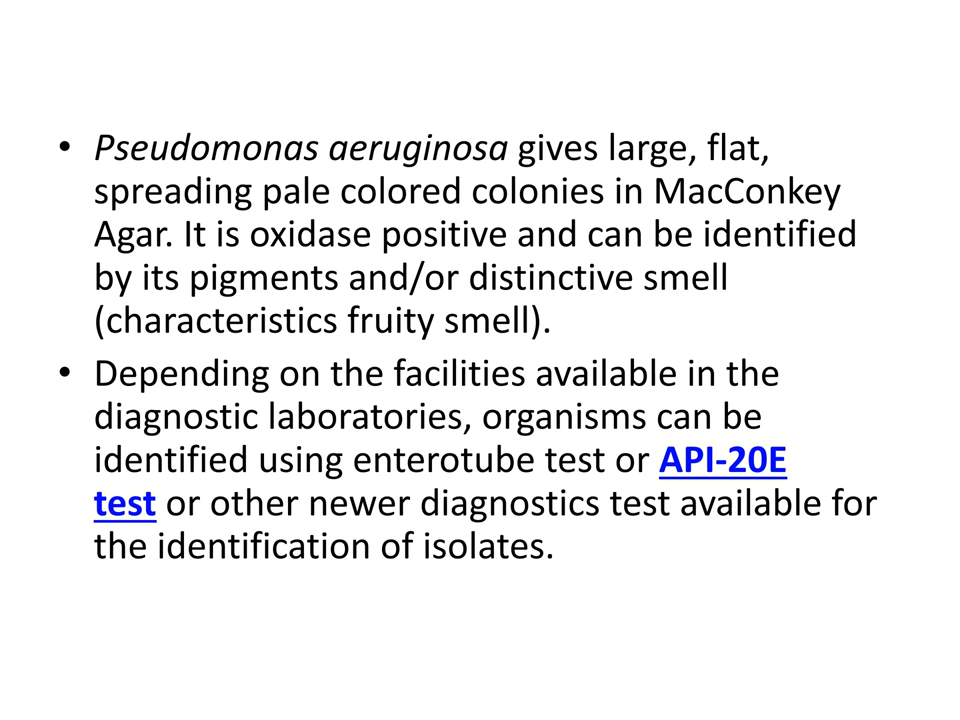 • Pseudomonas aeruginosa gives large, flat,
spreading pale colored colonies in MacConkey
Agar. It is oxidase positive and can be identified
by its pigments and/or distinctive smell
(characteristics fruity smell).
• Depending on the facilities available in the
diagnostic laboratories, organisms can be
identified using enterotube test or API-20E
test or other newer diagnostics test available for
the identification of isolates.